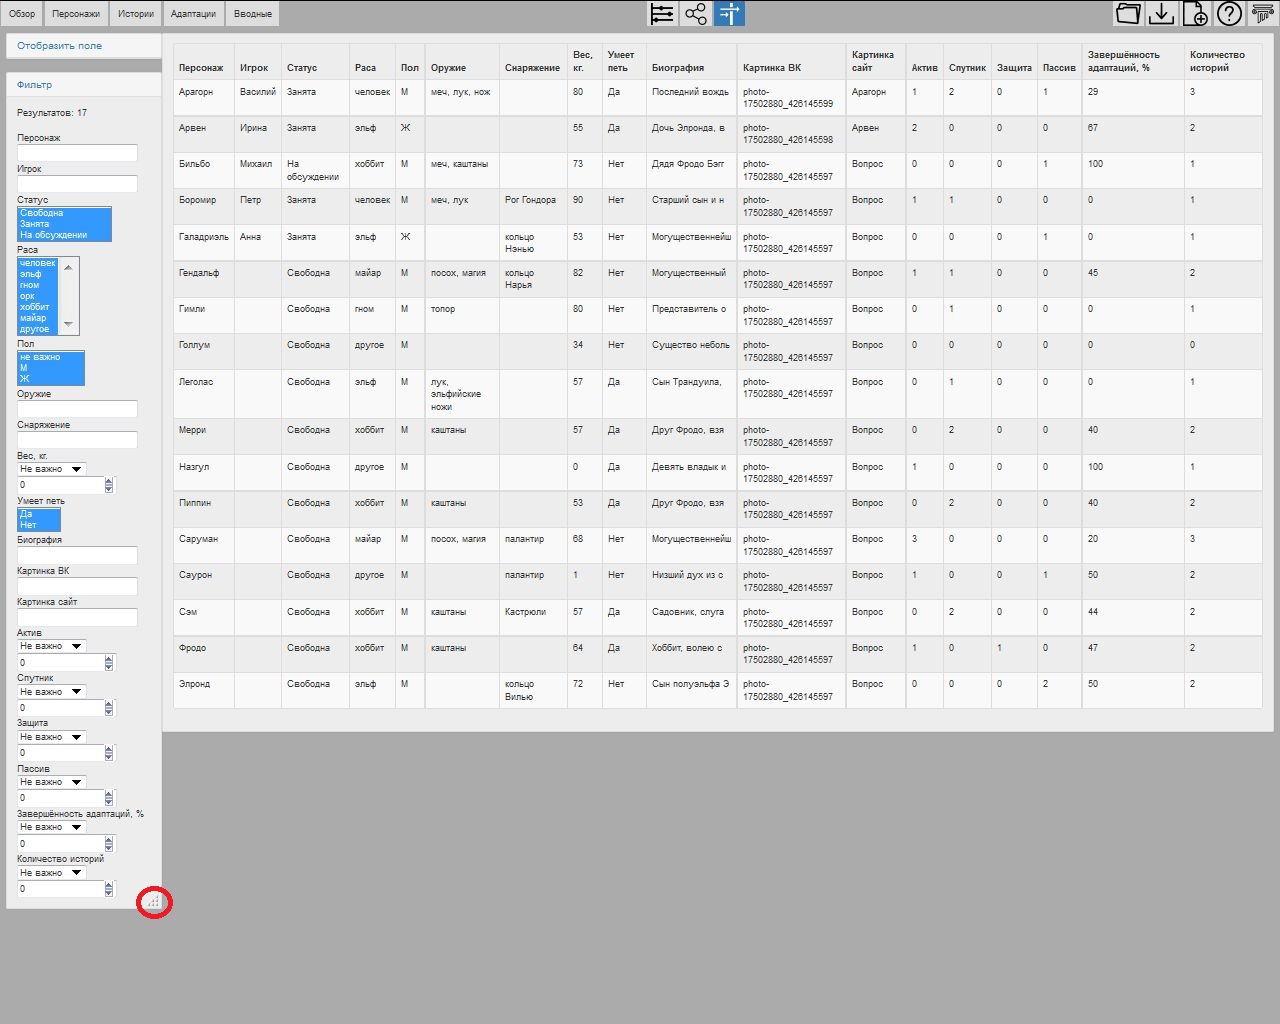 Обзор Персонажи Истории Адаптации Вводные
Отобразить поле
Фильтр
Результатов: 17
Персонаж
Игрок
Статус
Свободна
Занята
На обсуждении
Раса
человек
эльф
гном
орк
хоббит
майар
другое
Пол
не важно
М
Ж
Оружие
Снаряжение
Вес, кг.
Не важно
0
Умеет петь
Да
Нет
Биография
Картинка ВК
Картинка сайт
Актив
Не важно
0
Спутник
Не важно
0
Защита
Не важно
0
Пассив
Не важно
0
Завершённость адаптаций, %
Не важно
0
Количество историй
Не важно
0
Персонаж Игрок Статус Раса Пол Оружие Снаряжение Вес, кг. Умеет петь Биография Картинка ВК Картинка сайт Актив Спутник Защита Пассив Завершённость адаптаций, % Количество историй
Арагорн Василий Занята человек М меч, лук, нож 80 Да Последний вождь photo-17502880_426145599 Арагорн 1 2 0 1 29 3
Арвен Ирина Занята эльф Ж 55 Да Дочь Элронда, в photo-17502880_426145598 Арвен 2 0 0 0 67 2
Бильбо Михаил На обсуждении хоббит М меч, каштаны 73 Нет Дядя Фродо Бэгг photo-17502880_426145597 Вопрос 0 0 0 1 100 1
Боромир Петр Занята человек М меч, лук Рог Гондора 90 Нет Старший сын и н photo-17502880_426145597 Вопрос 1 1 0 0 0 1
Галадриэль Анна Занята эльф Ж кольцо Нэнью 53 Нет Могущественнейш photo-17502880_426145597 Вопрос 0 0 0 1 0 1
Гендальф Свободна майар М посох, магия кольцо Нарья 82 Нет Могущественный photo-17502880_426145597 Вопрос 1 1 0 0 45 2
Гимли Свободна гном М топор 80 Нет Представитель о photo-17502880_426145597 Вопрос 0 1 0 0 0 1
Голлум Свободна другое М 34 Нет Существо неболь photo-17502880_426145597 Вопрос 0 0 0 0 0 0
Леголас Свободна эльф М лук, эльфийские ножи 57 Да Сын Трандуила, photo-17502880_426145597 Вопрос 0 1 0 0 0 1
Мерри Свободна хоббит М каштаны 57 Да Друг Фродо, взя photo-17502880_426145597 Вопрос 0 2 0 0 40 2
Назгул Свободна другое М 0 Да Девять владык и photo-17502880_426145597 Вопрос 1 0 0 0 100 1
Пиппин Свободна хоббит М каштаны 53 Да Друг Фродо, взя photo-17502880_426145597 Вопрос 0 2 0 0 40 2
Саруман Свободна майар М посох, магия палантир 68 Нет Могущественнейш photo-17502880_426145597 Вопрос 3 0 0 0 20 3
Саурон Свободна другое М палантир 1 Нет Низший дух из с photo-17502880_426145597 Вопрос 1 0 0 1 50 2
Сэм Свободна хоббит М каштаны Кастрюли 57 Да Садовник, слуга photo-17502880_426145597 Вопрос 0 2 0 0 44 2
Фродо Свободна хоббит М каштаны 64 Да Хоббит, волею с photo-17502880_426145597 Вопрос 1 0 1 0 47 2
Элронд Свободна эльф М кольцо Вилью 72 Нет Сын полуэльфа Э photo-17502880_426145597 Вопрос 0 0 0 2 50 2